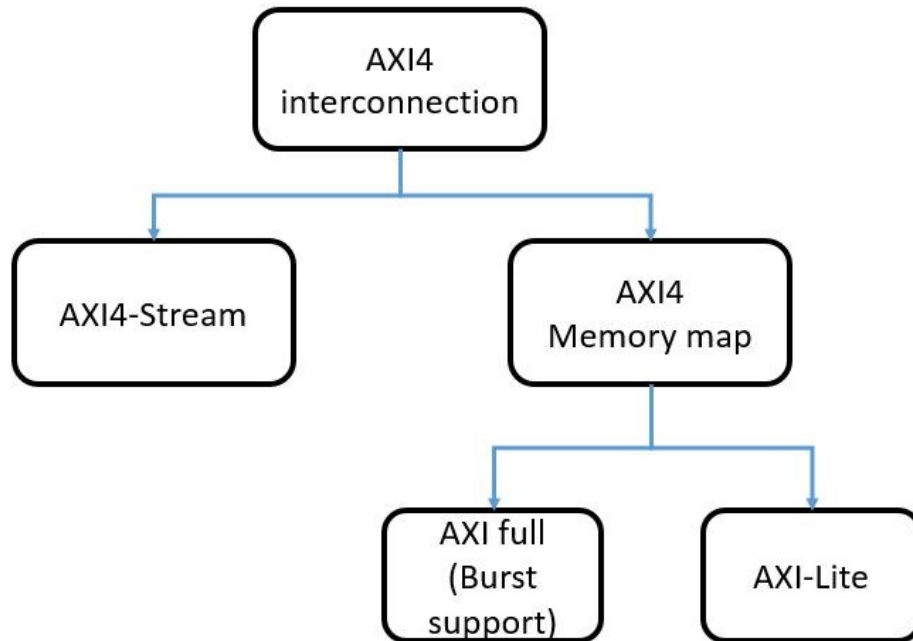 AXI4
interconnection
AXI4-Stream
AXI4
Memory map
AXI full
(Burst
support)
AXI-Lite